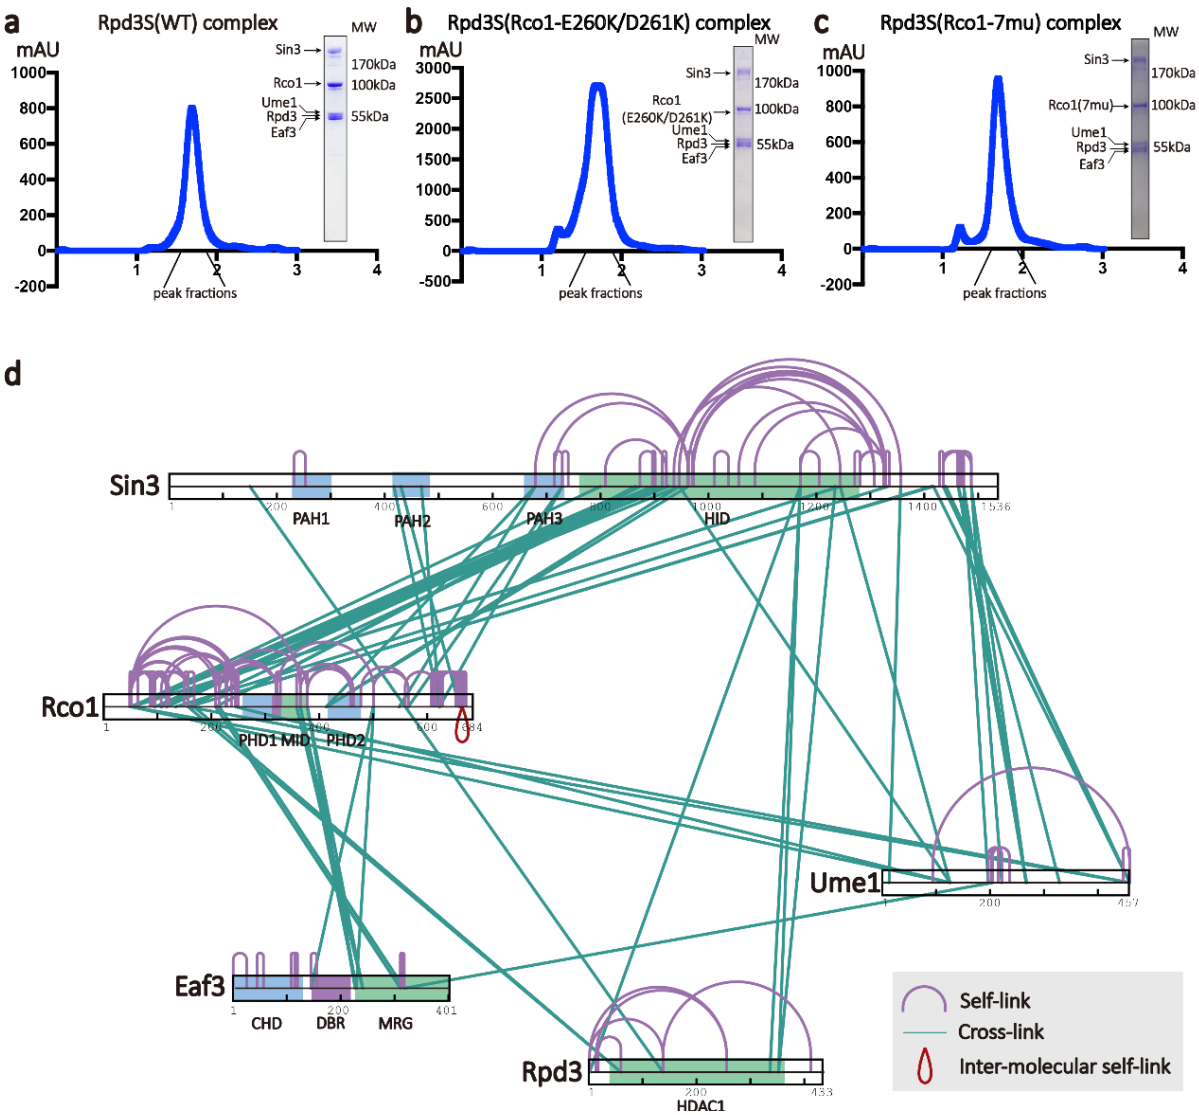 a
Rpd3S(WT) complex
mAU
1000
800
600
400
200
0
-200
1
2
3
4
peak fractions
MW
Sin3
170kDa
Rco1
100kDa
Ume1
Rpd3
55kDa
Eaf3
b
Rpd3S(Rco1-E260K/D261K) complex
mAU
3000
2500
2000
1500
1000
500
0
-500
1
2
3
4
peak fractions
MW
Sin3
170kDa
Rco1
(E260K/D261K)
100kDa
Ume1
Rpd3
55kDa
Eaf3
c
Rpd3S(Rco1-7mu) complex
mAU
1000
800
600
400
200
0
-200
1
2
3
4
peak fractions
MW
Sin3
170kDa
Rco1(7mu)
100kDa
Ume1
Rpd3
55kDa
Eaf3
d
Sin3
1 200 400 600 800 1000 1200 1400 1536
PAH1 PAH2 PAH3 HID
Rco1
1 200 400 600 684
PHD1 MID PHD2
Ume1
1 200 457
Eaf3
1 200 401
CHD DBR MRG
Rpd3
1 200 433
HDAC1
Self-link
Cross-link
Inter-molecular self-link